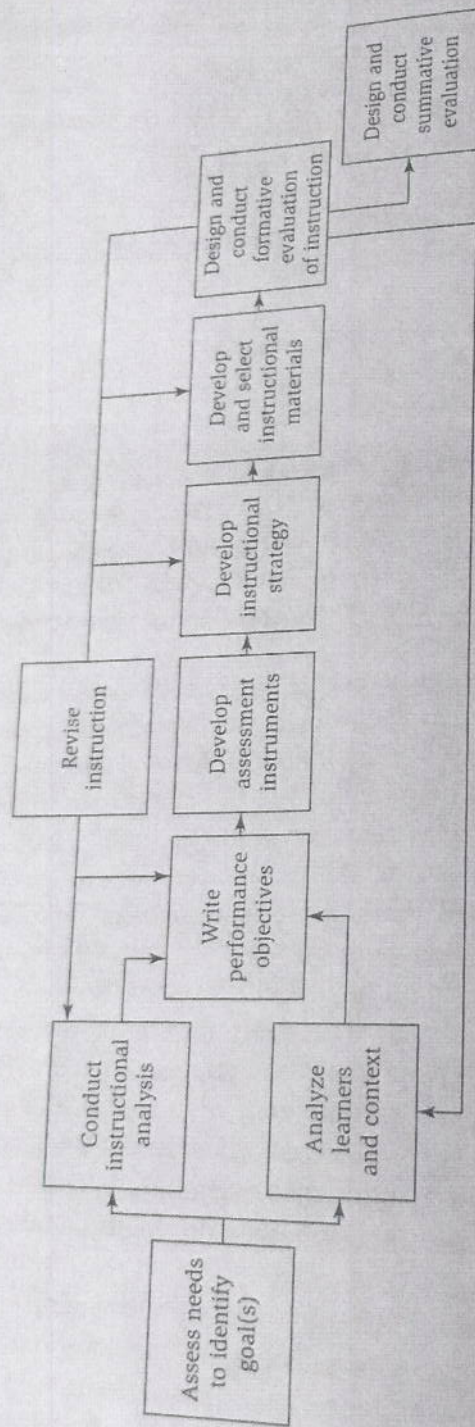 Assess needs
to identify
goal(s)
Conduct
instructional
analysis
Analyze
learners
and context
Revise
instruction
Write
performance
objectives
Develop
assessment
instruments
Develop
instructional
strategy
Develop
and select
instructional
materials
Design and
conduct
formative
evaluation
of instruction
Design and
conduct
summative
evaluation